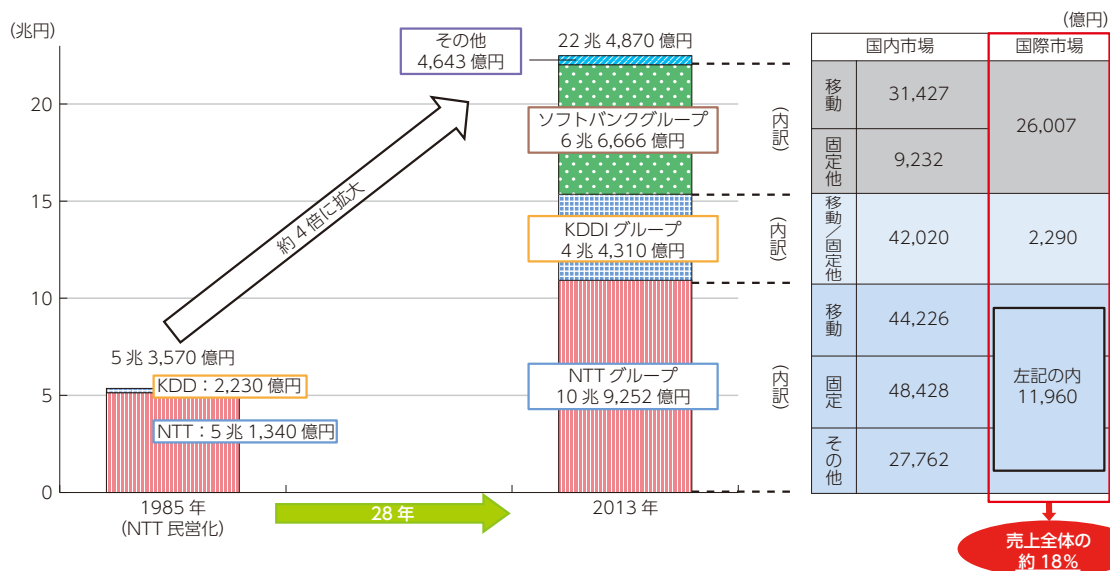 (兆円)
20
15
10
5
0
その他
4,643 億円
22 兆 4,870 億円
ソフトバンクグループ
6 兆 6,666 億円
KDDI グループ
4 兆 4,310 億円
NTT グループ
10 兆 9,252 億円
約 4 倍に拡大
5 兆 3,570 億円
KDD：2,230 億円
NTT：5 兆 1,340 億円
1985 年
(NTT 民営化)
28 年
2013 年
(内訳)
(内訳)
(内訳)
(億円)
国内市場 国際市場
移動 31,427
26,007
固定他 9,232
移動／固定他 42,020 2,290
移動 44,226
固定 48,428
左記の内
11,960
その他 27,762
売上全体の
約 18%